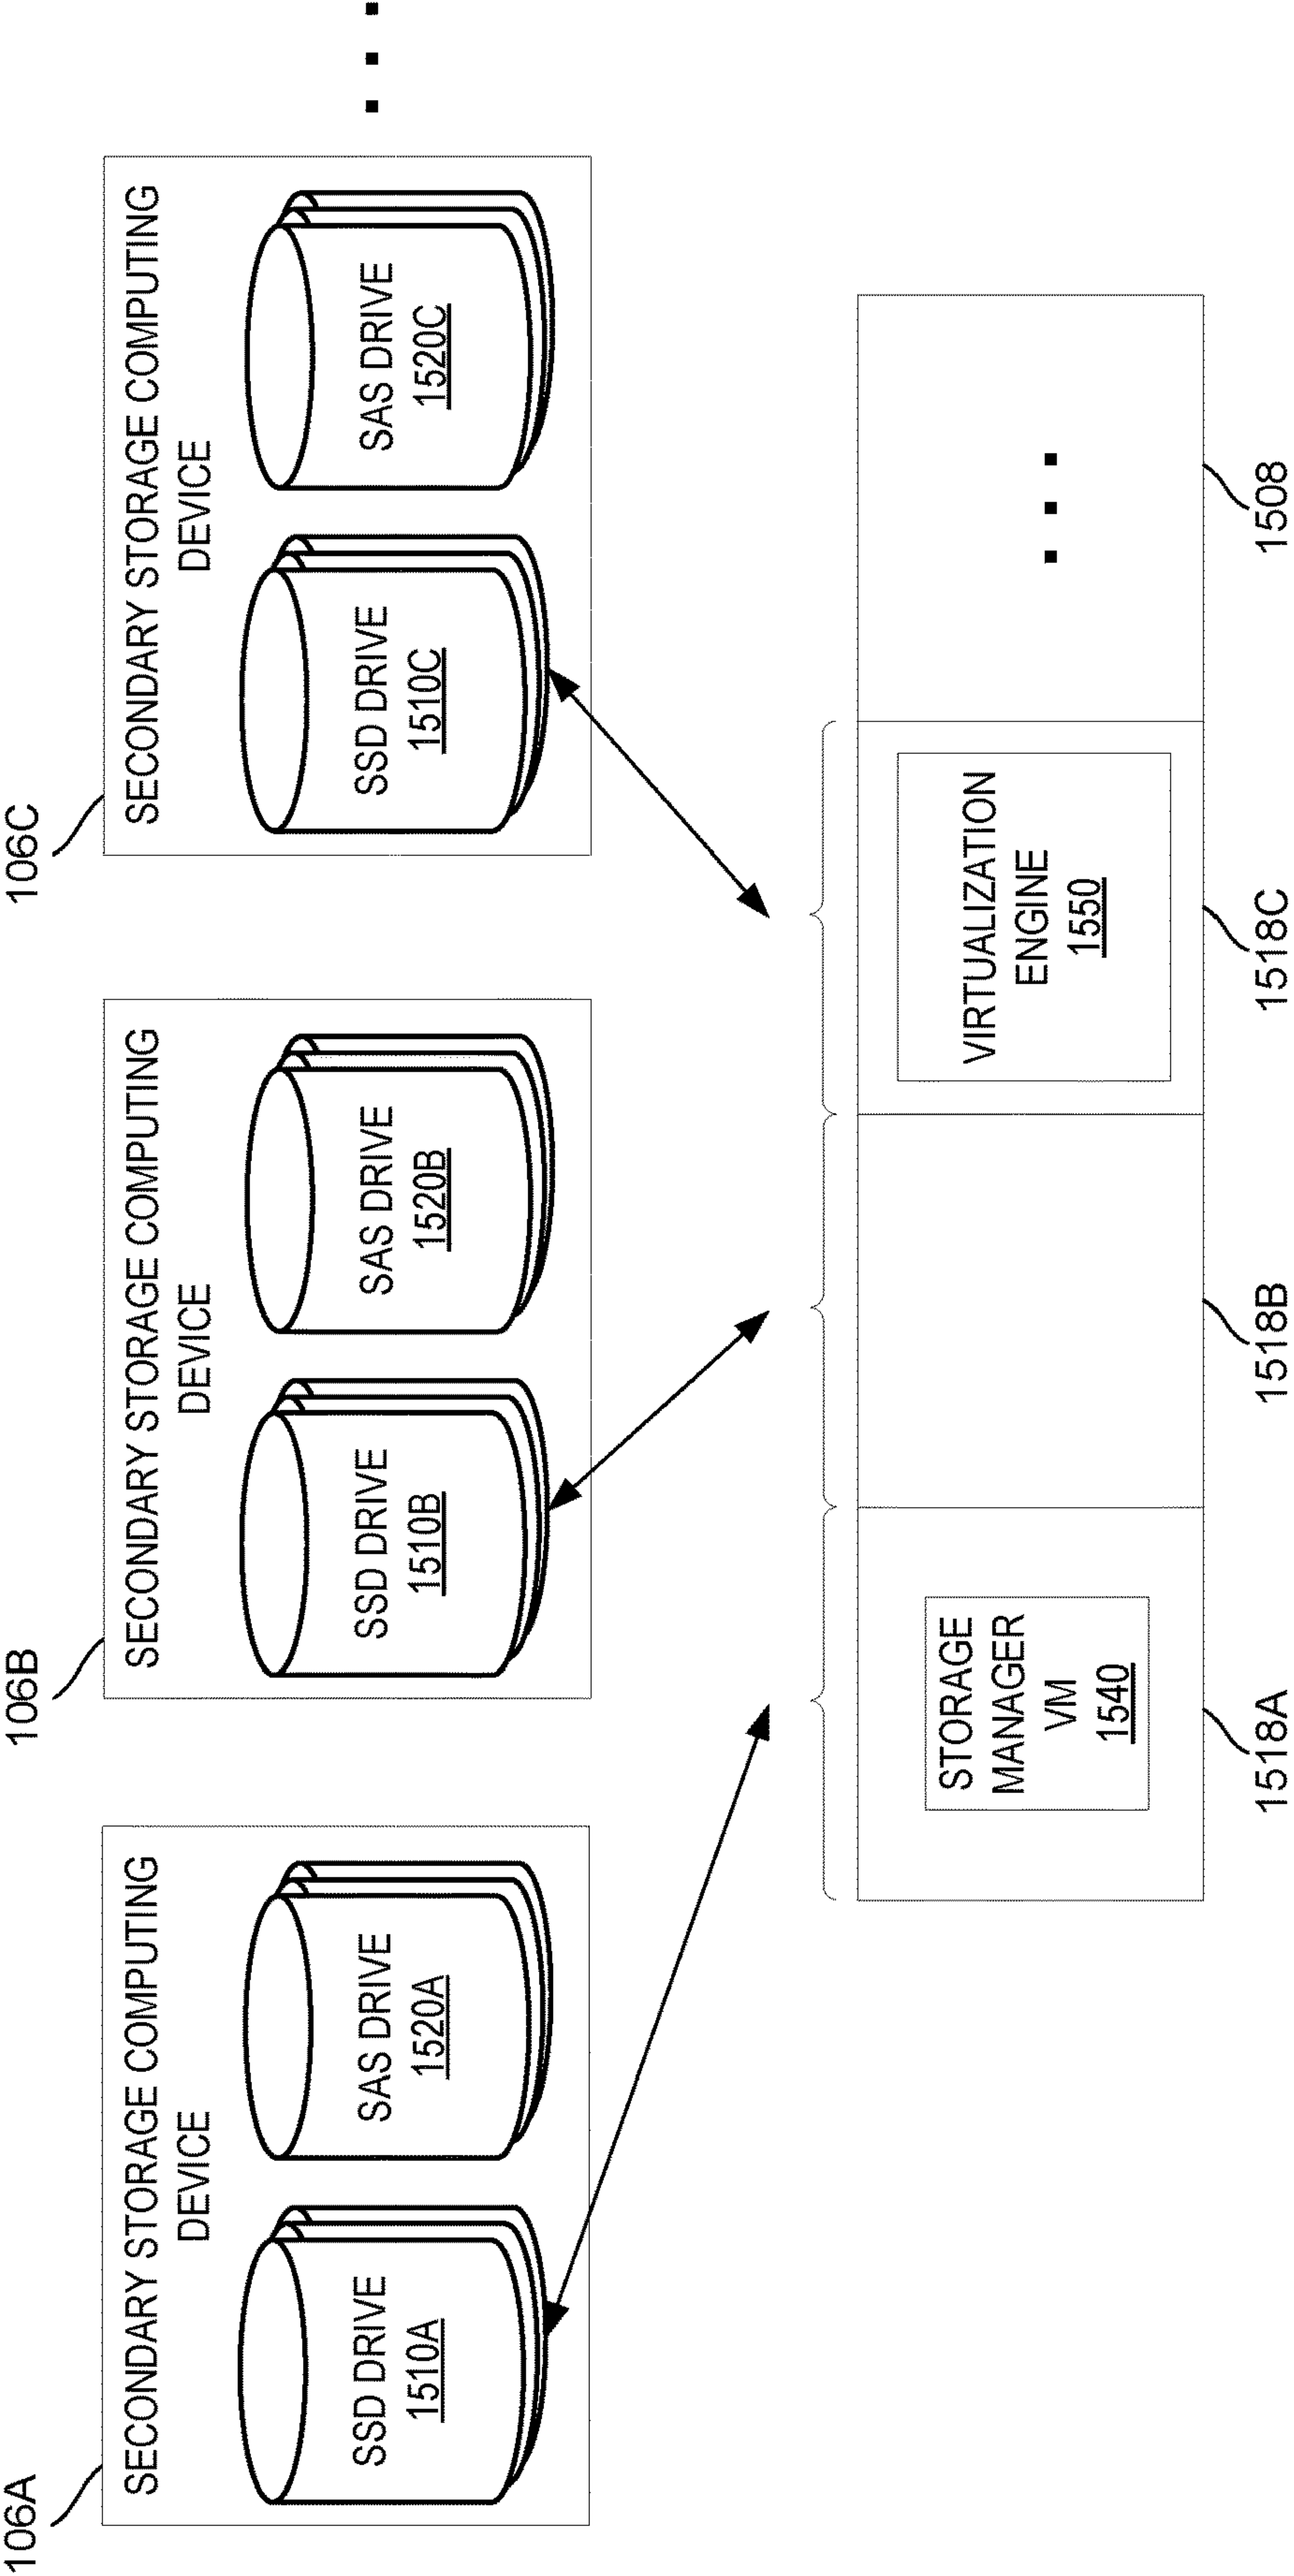 106A
SECONDARY STORAGE COMPUTING
DEVICE
SSD DRIVE
1510A
SAS DRIVE
1520A
106B
SECONDARY STORAGE COMPUTING
DEVICE
SSD DRIVE
1510B
SAS DRIVE
1520B
106C
SECONDARY STORAGE COMPUTING
DEVICE
SSD DRIVE
1510C
SAS DRIVE
1520C
STORAGE
MANAGER
VM
1540
VIRTUALIZATION
ENGINE
1550
1518A
1518B
1518C
1508